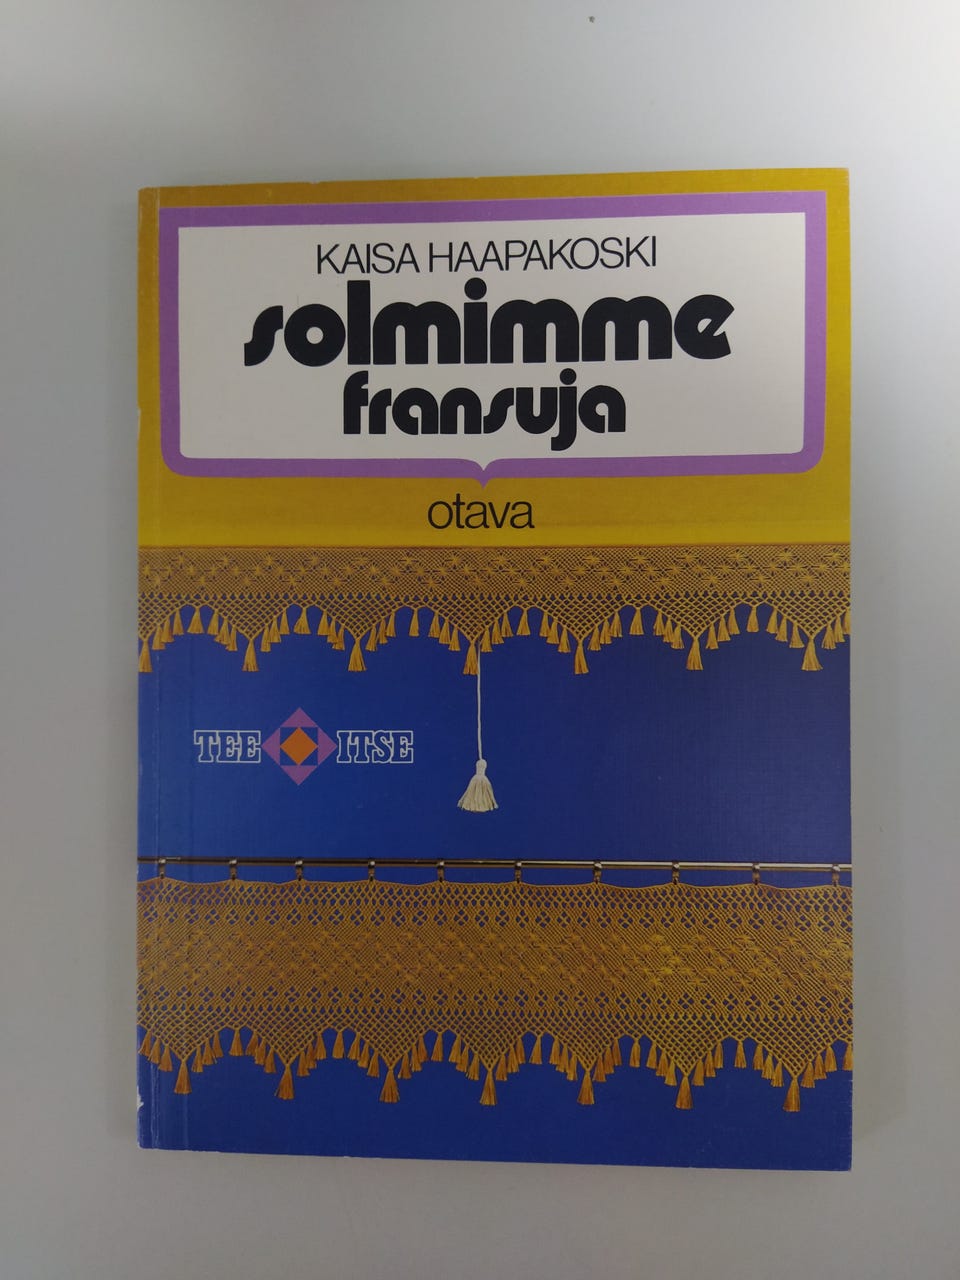 KAISA HAAPAKOSKI
solmimme
fransuja
otava
TEE ITSE